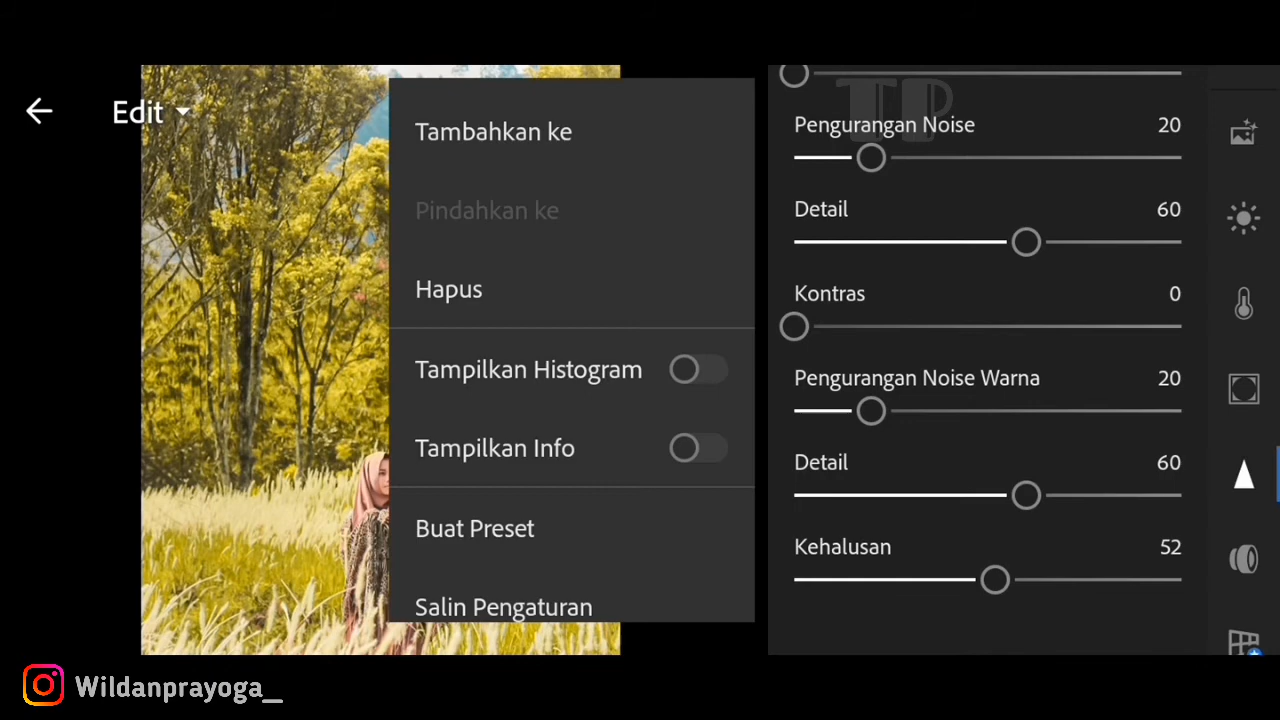 Edit
Tambahkan ke
Pindahkan ke
Hapus
Tampilkan Histogram
Tampilkan Info
Buat Preset
Salin Pengaturan
TP
Pengurangan Noise 20
Detail 60
Kontras 0
Pengurangan Noise Warna 20
Detail 60
Kehalusan 52
Wildanprayoga_